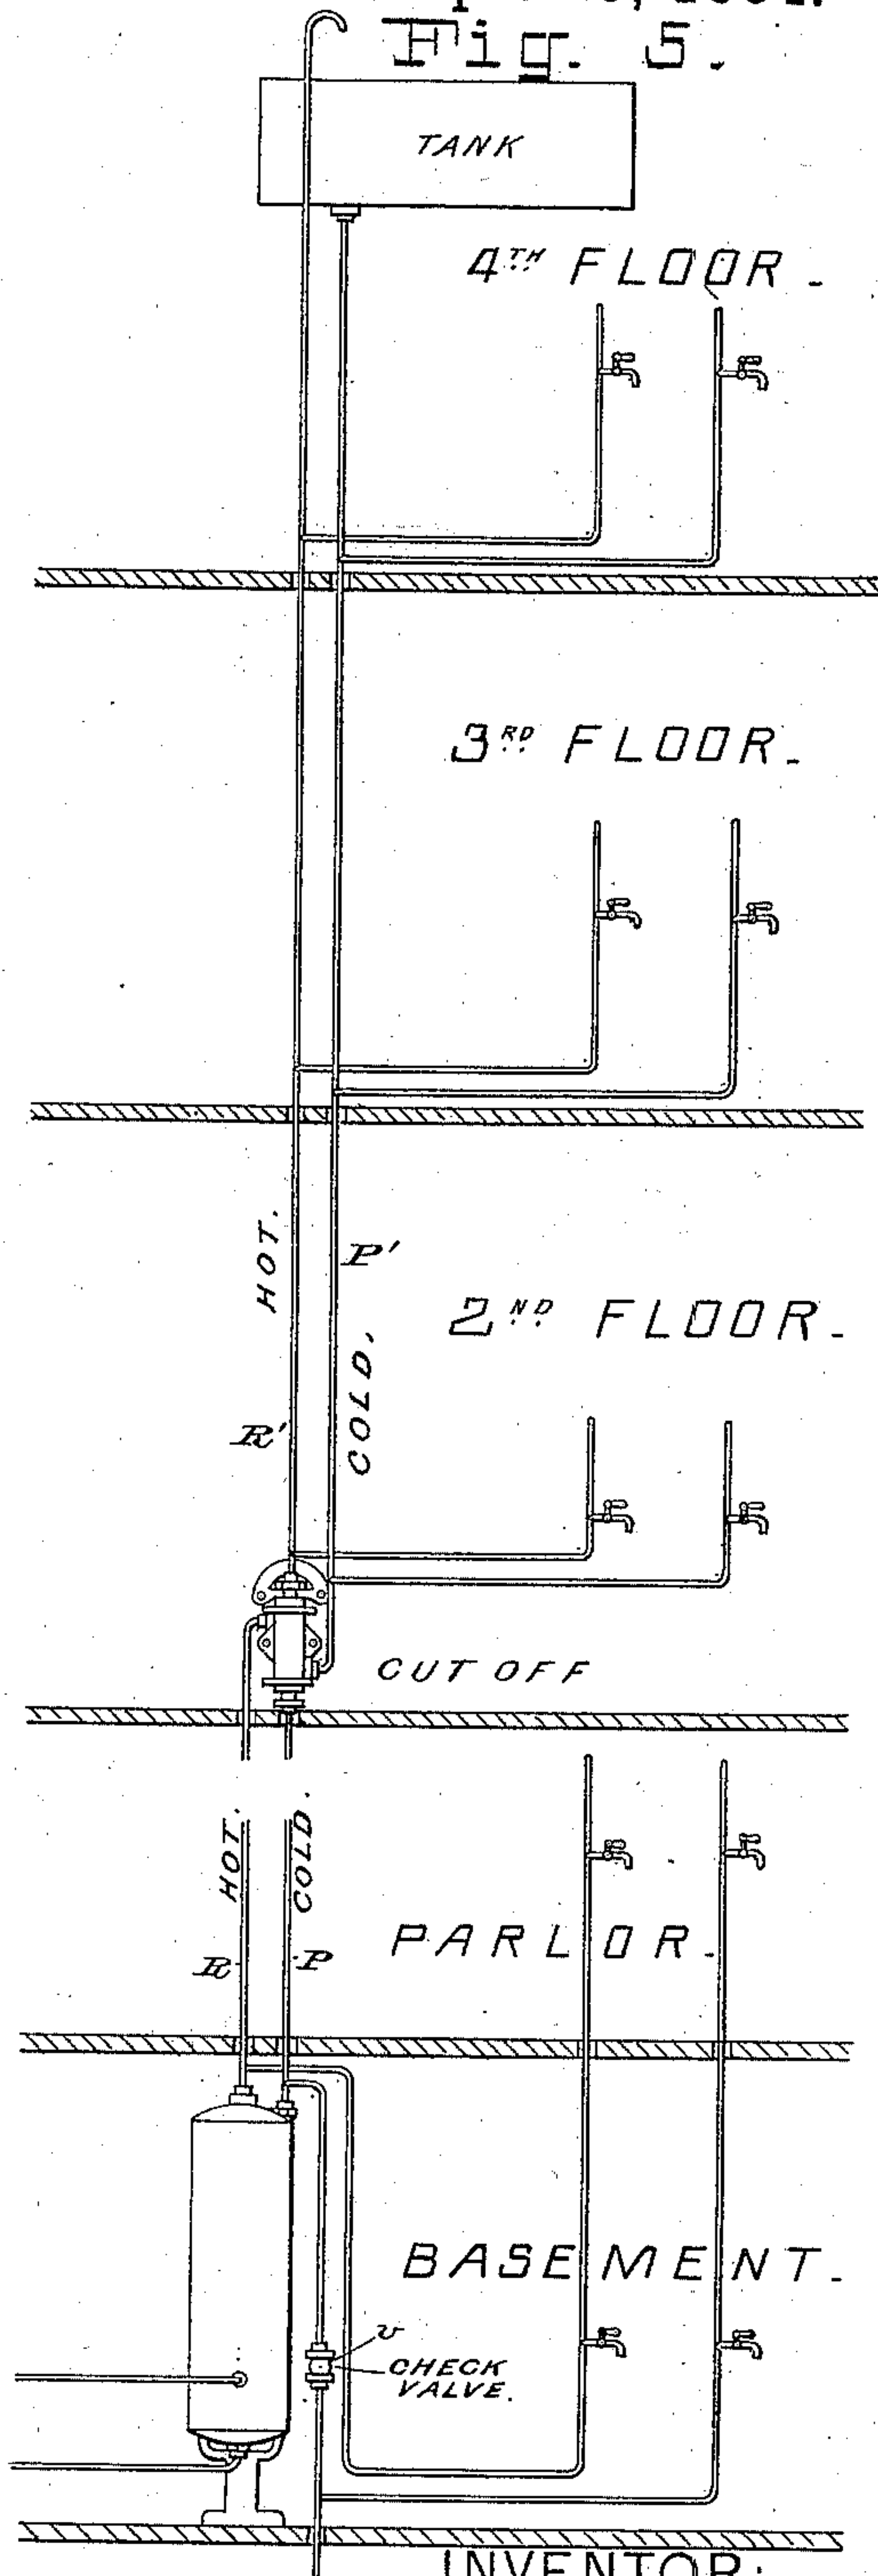 Fig. 5.
TANK
4TH FLOOR.
3RD FLOOR.
HOT.
P'
2ND FLOOR.
COLD.
R'
CUT OFF
HOT.
COLD.
PARLOR.
R
P
BASEMENT.
v
CHECK
VALVE.
INVENTOR: